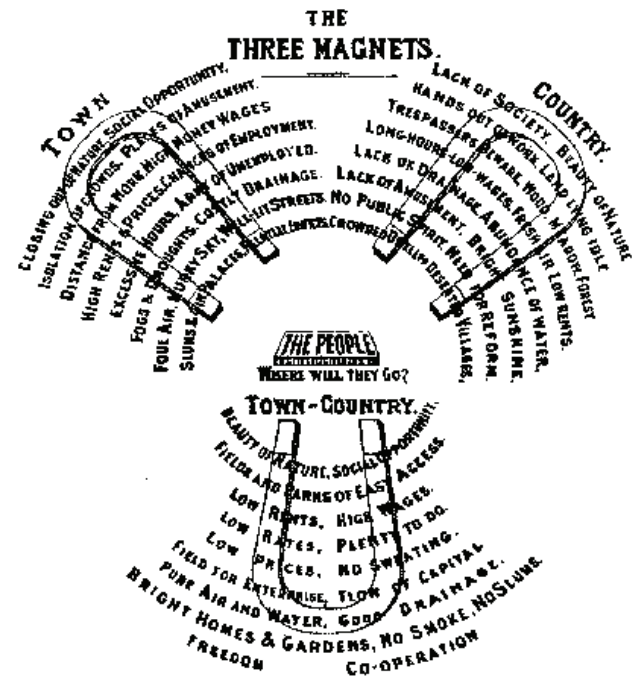 THE
THREE MAGNETS.
TOWN
CLOSING OUT OF NATURE. SOCIAL OPPORTUNITY.
ISOLATION OF CROWDS. PLACES OF AMUSEMENT.
DISTANCE FROM WORK. HIGH MONEY WAGES
HIGH RENTS & PRICES. CHANCES OF EMPLOYMENT.
EXCESSIVE HOURS. ARMY OF UNEMPLOYED.
FOGS & DROUGHTS. COSTLY DRAINAGE.
FOUL AIR. MURKY SKY. WELL-LIT STREETS.
SLUMS & GIN PALACES.
COUNTRY.
LACK OF SOCIETY. BEAUTY OF NATURE
HANDS OUT OF WORK. LAND LYING IDLE
TRESPASSERS BEWARE. WOOD, MEADOW, FOREST
LONG HOURS LOW WAGES. FRESH AIR LOW RENTS.
LACK OF DRAINAGE. ABUNDANCE OF WATER.
LACK OF AMUSEMENT. BRIGHT SUNSHINE.
NO PUBLIC SPIRIT. NEED FOR REFORM.
CROWDED DWELLINGS. DESERTED VILLAGES.
THE PEOPLE
WHERE WILL THEY GO?
TOWN-COUNTRY.
BEAUTY OF NATURE, SOCIAL OPPORTUNITY.
FIELDS AND PARKS OF EASY ACCESS.
LOW RENTS, HIGH WAGES.
LOW RATES, PLENTY TO DO.
LOW PRICES, NO SWEATING.
FIELD FOR ENTERPRISE, FLOW OF CAPITAL
PURE AIR AND WATER, GOOD DRAINAGE.
BRIGHT HOMES & GARDENS, NO SMOKE, NO SLUMS.
FREEDOM CO-OPERATION